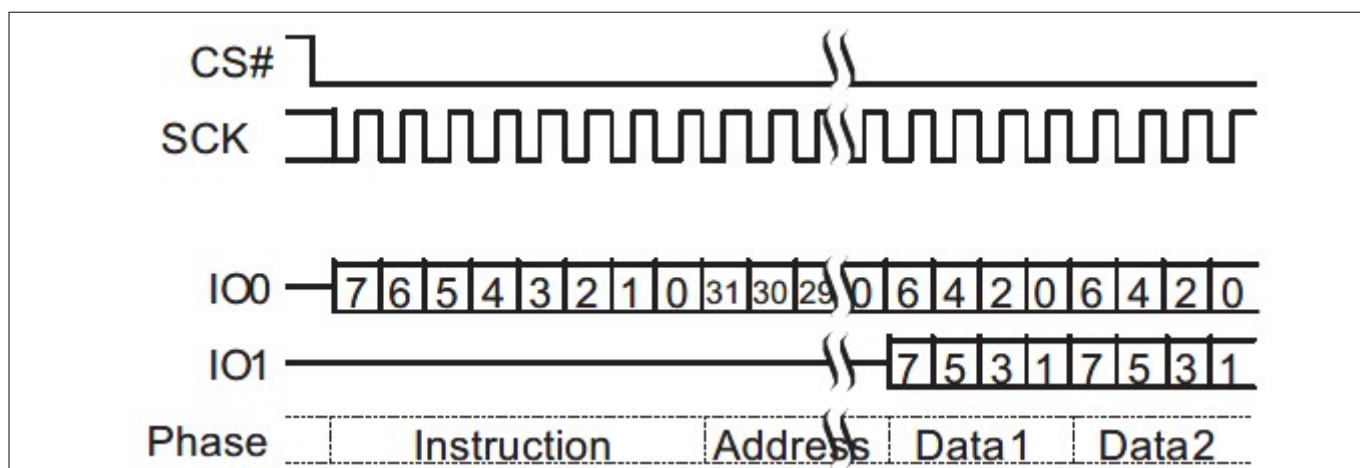 CS#
SCK
IO0 7 6 5 4 3 2 1 0 31 30 29 0 6 4 2 0 6 4 2 0
IO1 7 5 3 1 7 5 3 1
Phase Instruction Address Data1 Data2